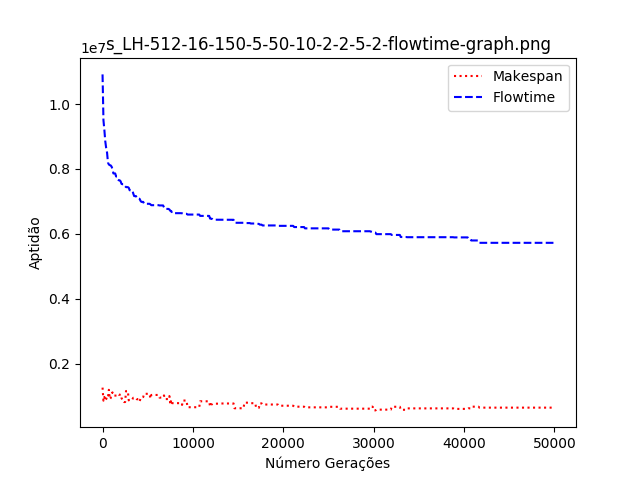 1e7
s_LH-512-16-150-5-50-10-2-2-5-2-flowtime-graph.png
Makespan
Flowtime
1.0
0.8
0.6
0.4
0.2
Aptidão
0 10000 20000 30000 40000 50000
Número Gerações